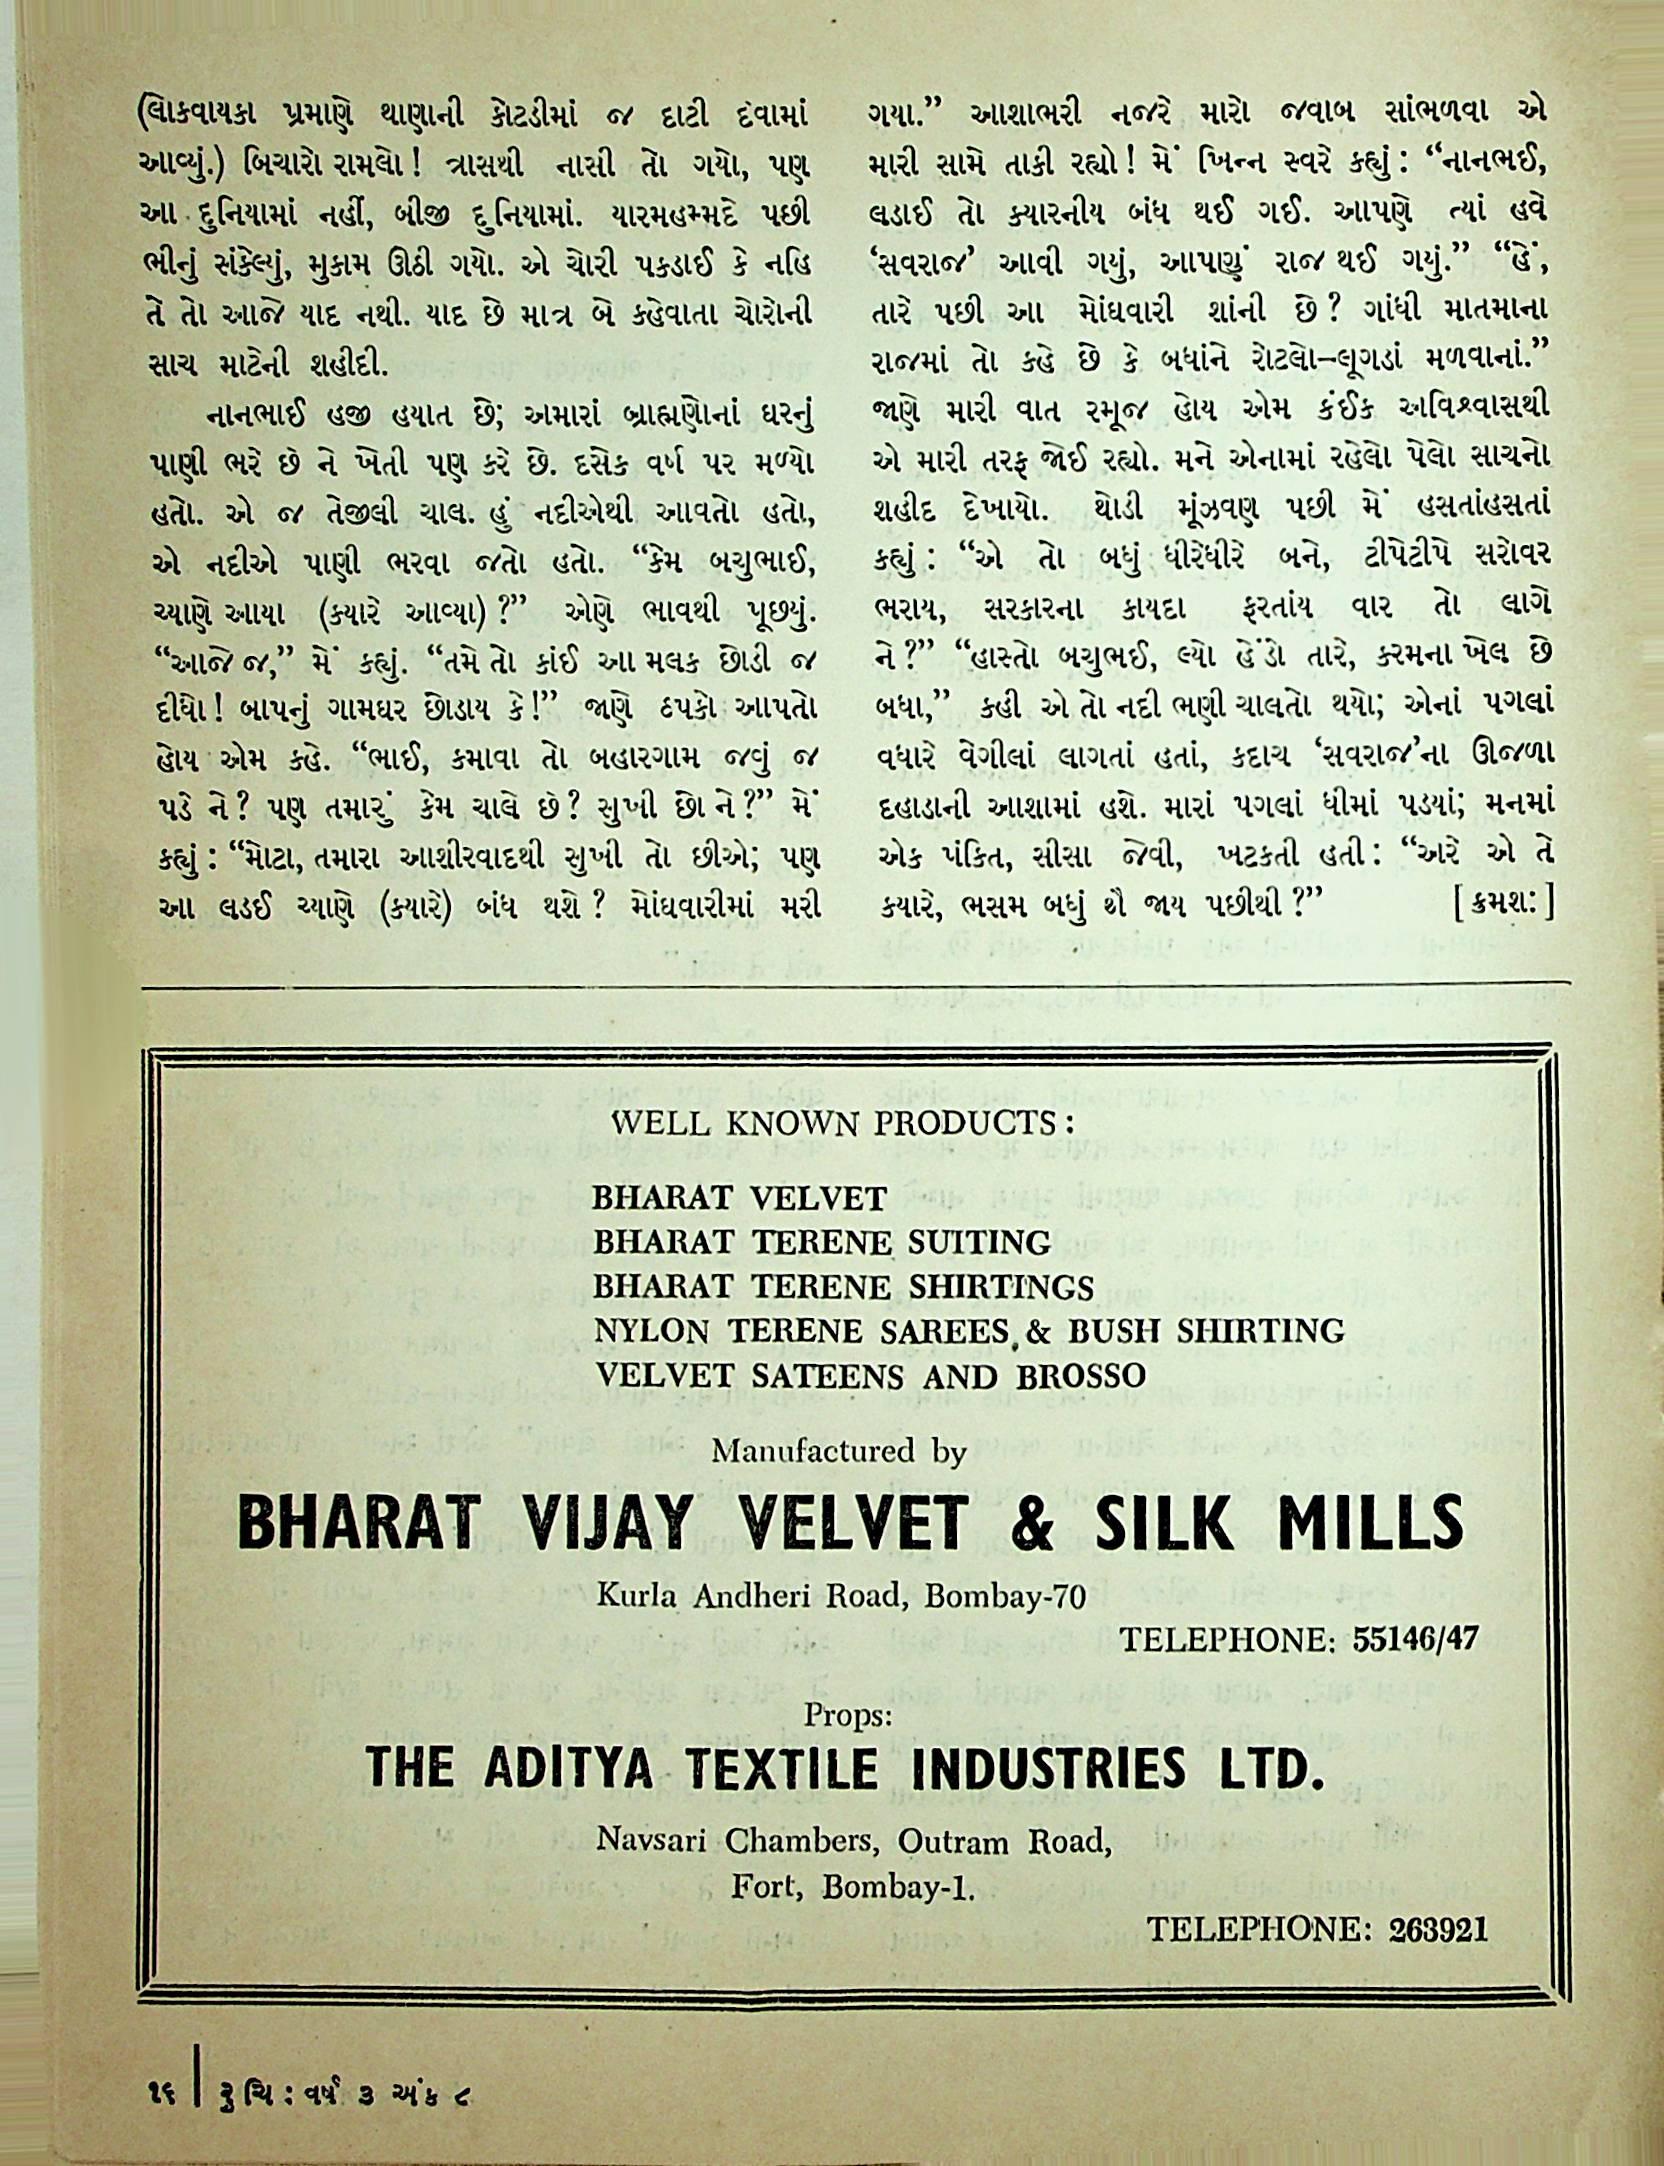 (લોકવાયકા પ્રમાણે થાણાની કોટડીમાં જ દાટી દેવામાં
આવ્યું.) બિચારો રામલો! ત્રાસથી નાસી તો ગયો, પણ
આ દુનિયામાં નહીં, બીજી દુનિયામાં. યારમહમ્મદે પછી
ભીનું સંકેલ્યું, મુકામ ઊઠી ગયો. એ ચોરી પકડાઈ કે નહિ
તે તો આજે યાદ નથી. યાદ છે માત્ર બે કહેવાતા ચોરોની
સાચ માટેની શહીદી.
નાનભાઈ હજી હયાત છે; અમારાં બ્રાહ્મણોનાં ઘરનું
પાણી ભરે છે ને ખેતી પણ કરે છે. દસેક વર્ષ પર મળ્યો
હતો. એ જ તેજીલી ચાલ. હું નદીએથી આવતો હતો,
એ નદીએ પાણી ભરવા જતો હતો. “કેમ બચુભાઈ,
ચ્યાણે આયા (ક્યારે આવ્યા) ?” એણે ભાવથી પૂછયું.
“આજે જ,” મેં કહ્યું. “તમે તો કાંઈ આ મલક છોડી જ
દીધો! બાપનું ગામઘર છોડાય કે!” જાણે ઠપકો આપતો
હોય એમ કહે. “ભાઈ, કમાવા તો બહારગામ જવું જ
પડે ને? પણ તમારું કેમ ચાલે છે? સુખી છો ને?” મેં
કહ્યું : “મોટા, તમારા આશીરવાદથી સુખી તો છીએ; પણ
આ લડઈ ચ્યાણે (ક્યારે) બંધ થશે ? મોંઘવારીમાં મરી
ગયા.” આશાભરી નજરે મારો જવાબ સાંભળવા એ
મારી સામે તાકી રહ્યો! મેં ખિન્ન સ્વરે કહ્યું : “નાનભઈ,
લડાઈ તો ક્યારનીય બંધ થઈ ગઈ. આપણે ત્યાં હવે
‘સવરાજ’ આવી ગયું, આપણું રાજ થઈ ગયું.” “હેં,
તારે પછી આ મોંઘવારી શાંની છે? ગાંધી માતમાના
રાજમાં તો કહે છે કે બધાંને રોટલો–લૂગડાં મળવાનાં.”
જાણે મારી વાત રમૂજ હોય એમ કંઈક અવિશ્વાસથી
એ મારી તરફ જોઈ રહ્યો. મને એનામાં રહેલો પેલો સાચનો
શહીદ દેખાયો. થોડી મૂંઝવણ પછી મેં હસતાંહસતાં
કહ્યું : “એ તો બધું ધીરેધીરે બને, ટીપેટીપે સરોવર
ભરાય, સરકારના કાયદા ફરતાંય વાર તો લાગે
ને?” “હાસ્તો બચુભઈ, લ્યો હેંડો તારે, કરમના ખેલ છે
બધા,” કહી એ તો નદી ભણી ચાલતો થયો; એનાં પગલાં
વધારે વેગીલાં લાગતાં હતાં, કદાચ ‘સવરાજ’ના ઊજળા
દહાડાની આશામાં હશે. મારાં પગલાં ધીમાં પડયાં; મનમાં
એક પંકિત, સીસા જેવી, ખટકતી હતી : “અરે એ તે
કયારે, ભસમ બધું થૈ જાય પછીથી ?” [ ક્રમશઃ ]
WELL KNOWN PRODUCTS :
BHARAT VELVET
BHARAT TERENE SUITING
BHARAT TERENE SHIRTINGS
NYLON TERENE SAREES & BUSH SHIRTING
VELVET SATEENS AND BROSSO
Manufactured by
BHARAT VIJAY VELVET & SILK MILLS
Kurla Andheri Road, Bombay-70
TELEPHONE: 55146/47
Props:
THE ADITYA TEXTILE INDUSTRIES LTD.
Navsari Chambers, Outram Road,
Fort, Bombay-1.
TELEPHONE: 263921
૧૬ | રુચિ : વર્ષ ૩ અંક ૮